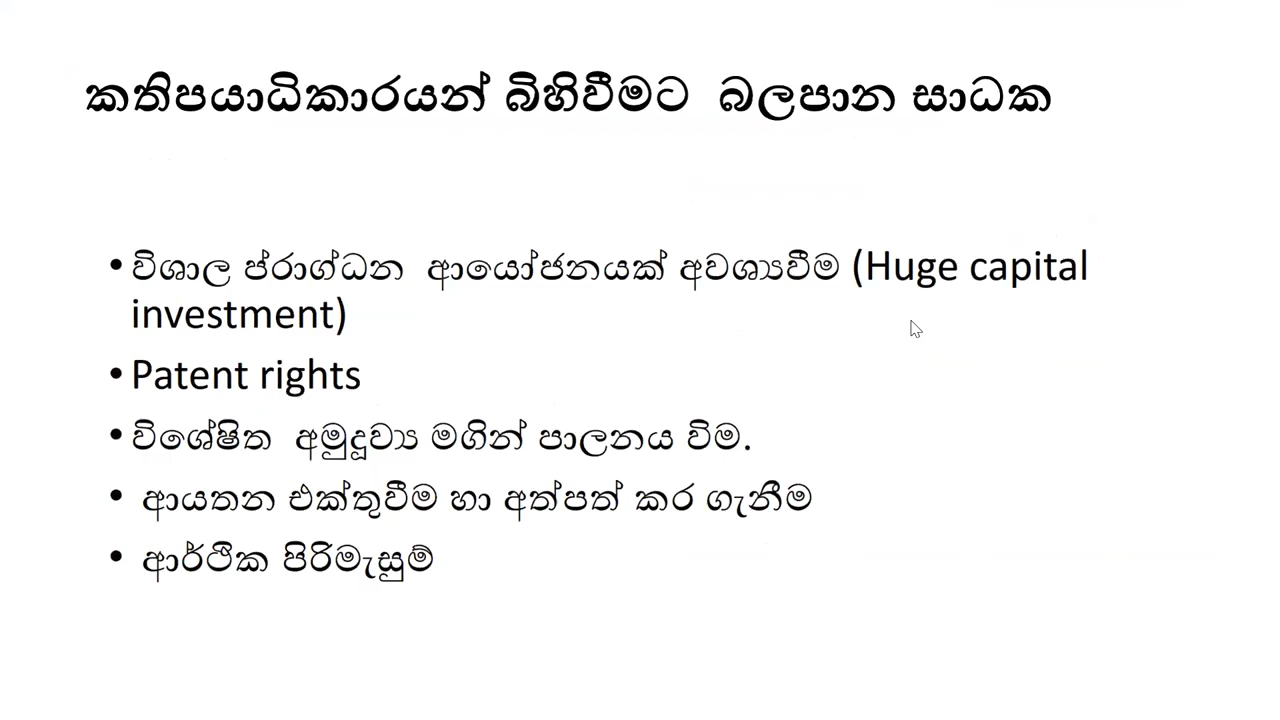 කතිපයාධිකාරයන් බිහිවීමට බලපාන සාධක
•විශාල ප්රාග්ධන ආයෝජනයක් අවශ්‍යවීම (Huge capital
investment)
•Patent rights
•විශේෂිත අමුද්‍රව්‍ය මගින් පාලනය විම.
• ආයතන එක්තුවීම හා අත්පත් කර ගැනීම
• ආර්ථික පිරිමැසුම්